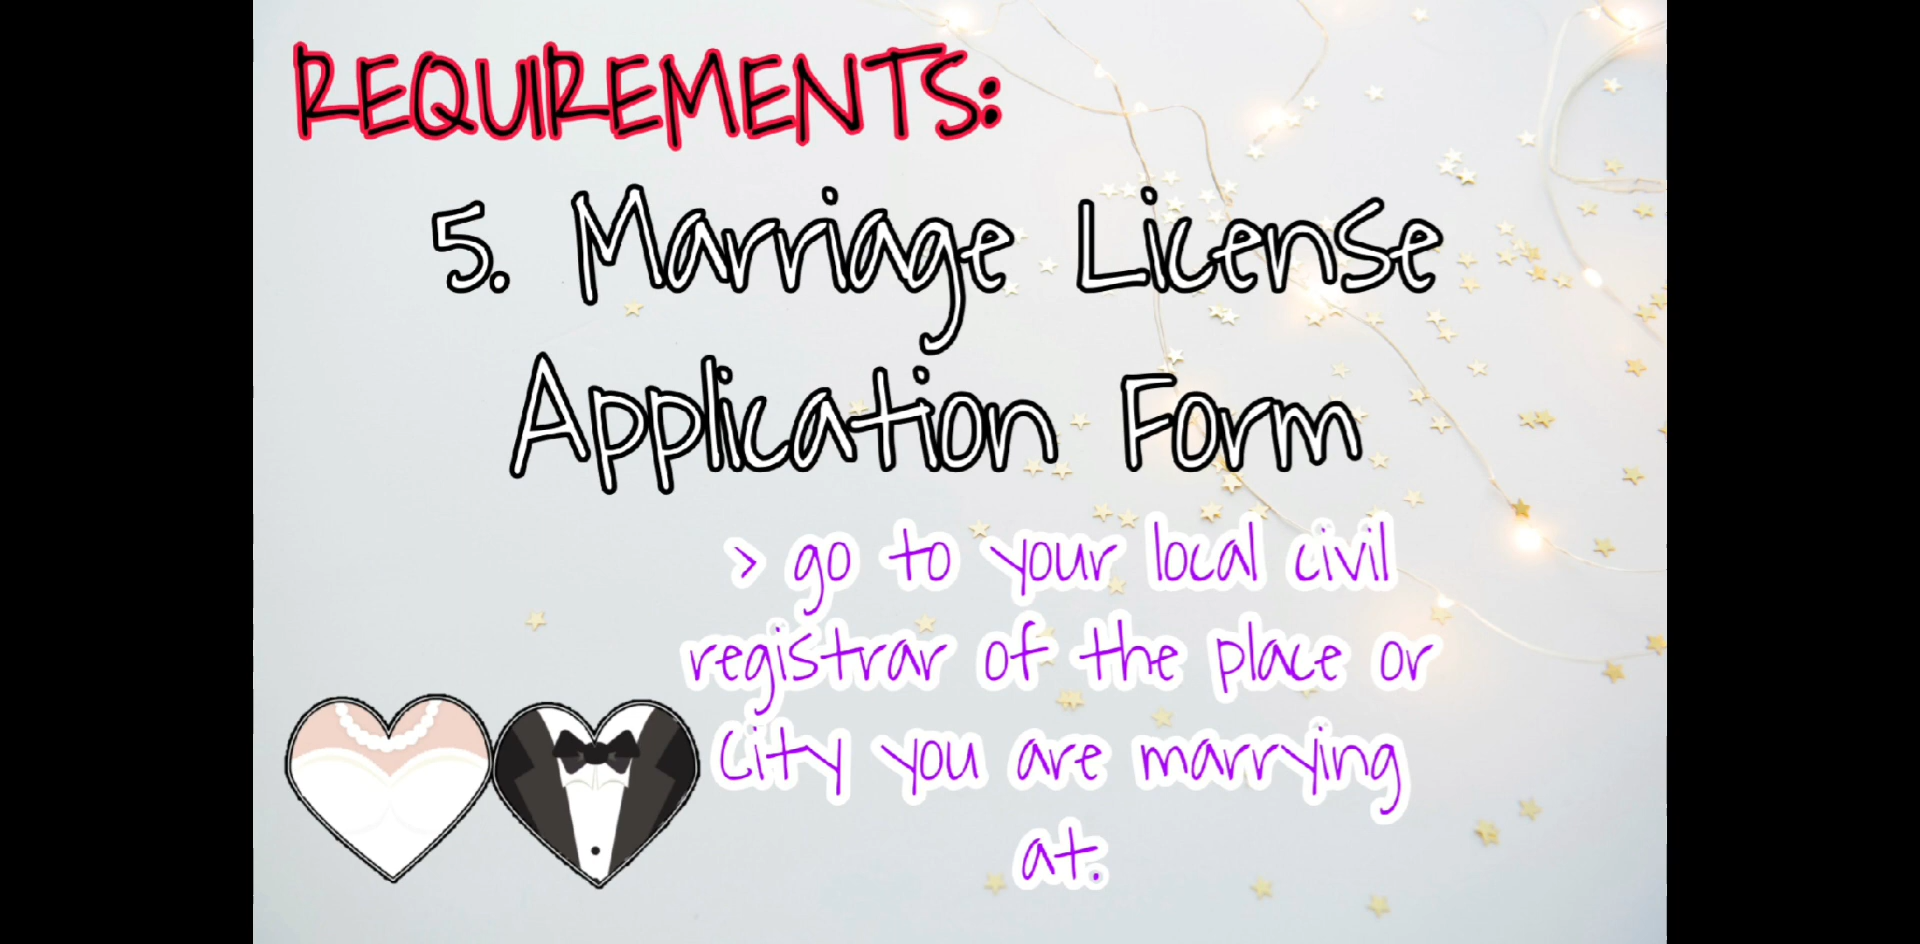 REQUIREMENTS:
5. Marriage License
Application Form
> go to your local civil
registrar of the place or
City you are marrying
at.